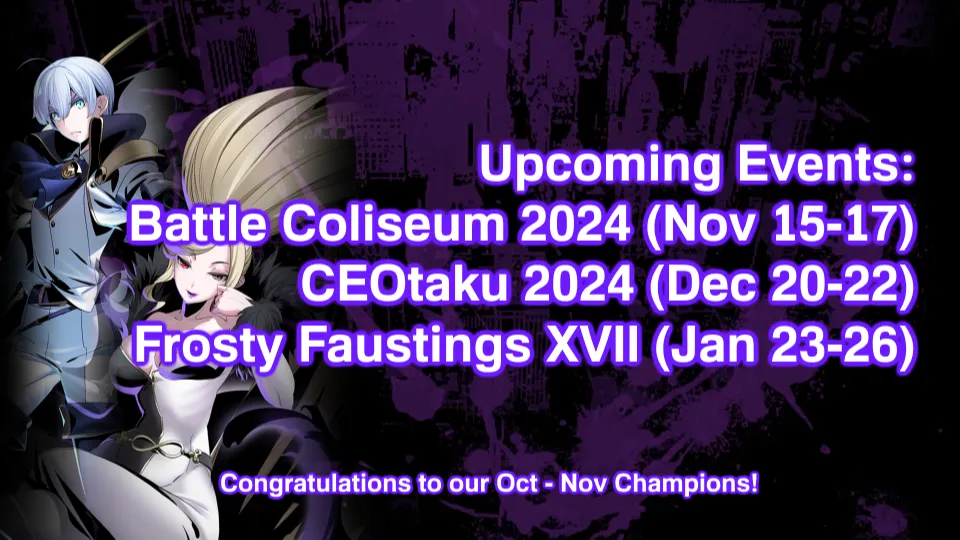 Upcoming Events:
Battle Coliseum 2024 (Nov 15-17)
CEOtaku 2024 (Dec 20-22)
Frosty Faustings XVII (Jan 23-26)
Congratulations to our Oct - Nov Champions!